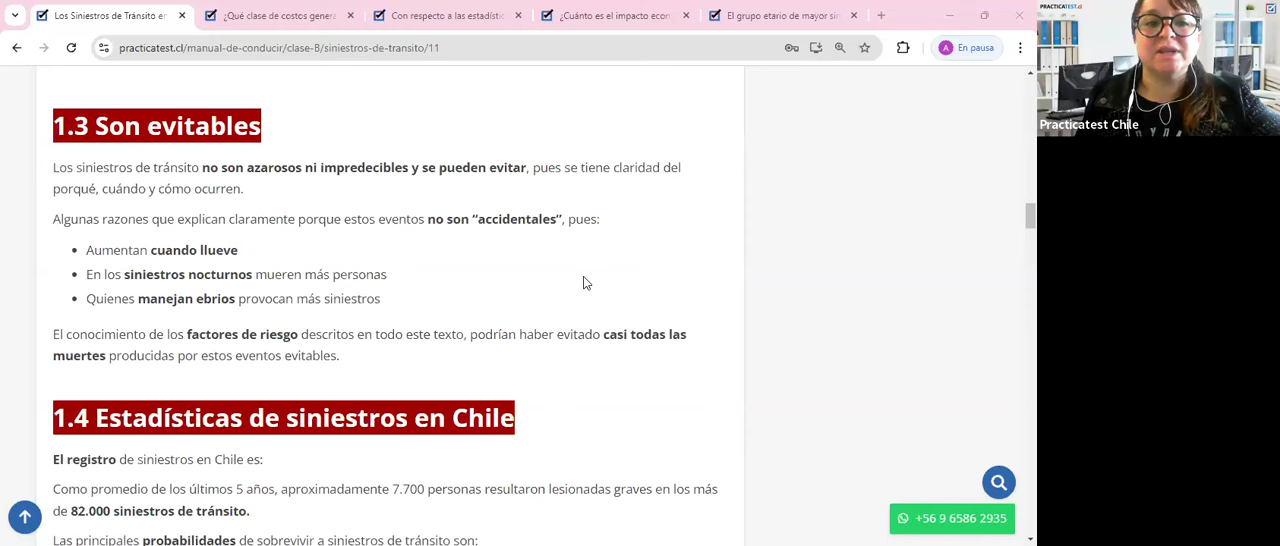 Los Siniestros de Tránsito en
¿Qué clase de costos genera
Con respecto a las estadístic
¿Cuánto es el impacto econ
El grupo etario de mayor sin
practicatest.cl/manual-de-conducir/clase-B/siniestros-de-transito/11
A En pausa
PRACTICATEST.cl
Practicatest Chile
1.3 Son evitables
Los siniestros de tránsito no son azarosos ni impredecibles y se pueden evitar, pues se tiene claridad del
porqué, cuándo y cómo ocurren.
Algunas razones que explican claramente porque estos eventos no son “accidentales”, pues:
• Aumentan cuando llueve
• En los siniestros nocturnos mueren más personas
• Quienes manejan ebrios provocan más siniestros
El conocimiento de los factores de riesgo descritos en todo este texto, podrían haber evitado casi todas las
muertes producidas por estos eventos evitables.
1.4 Estadísticas de siniestros en Chile
El registro de siniestros en Chile es:
Como promedio de los últimos 5 años, aproximadamente 7.700 personas resultaron lesionadas graves en los más
de 82.000 siniestros de tránsito.
Las principales probabilidades de sobrevivir a siniestros de tránsito son:
+56 9 6586 2935